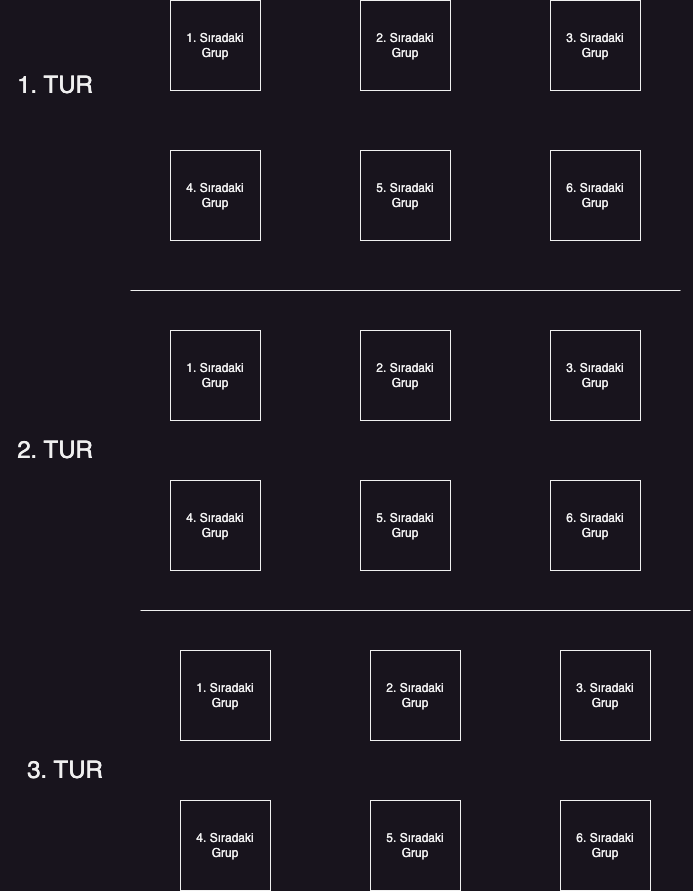 1. Sıradaki
Grup
2. Sıradaki
Grup
3. Sıradaki
Grup
1. TUR
4. Sıradaki
Grup
5. Sıradaki
Grup
6. Sıradaki
Grup
1. Sıradaki
Grup
2. Sıradaki
Grup
3. Sıradaki
Grup
2. TUR
4. Sıradaki
Grup
5. Sıradaki
Grup
6. Sıradaki
Grup
1. Sıradaki
Grup
2. Sıradaki
Grup
3. Sıradaki
Grup
3. TUR
4. Sıradaki
Grup
5. Sıradaki
Grup
6. Sıradaki
Grup